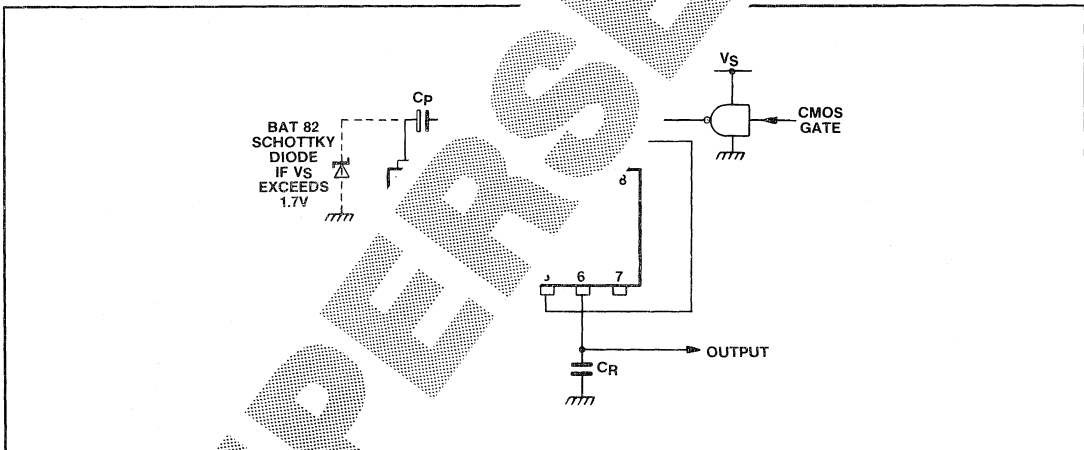 VS
CP
CMOS
GATE
BAT 82
SCHOTTKY
DIODE
IF VS
EXCEEDS
1.7V
8
6
7
OUTPUT
CR